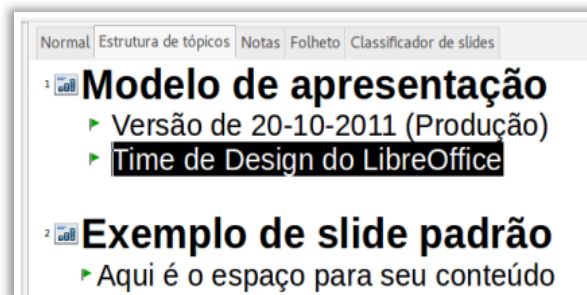 Normal Estrutura de tópicos Notas Folheto Classificador de slides
1 Modelo de apresentação
Versão de 20-10-2011 (Produção)
Time de Design do LibreOffice
2 Exemplo de slide padrão
Aqui é o espaço para seu conteúdo